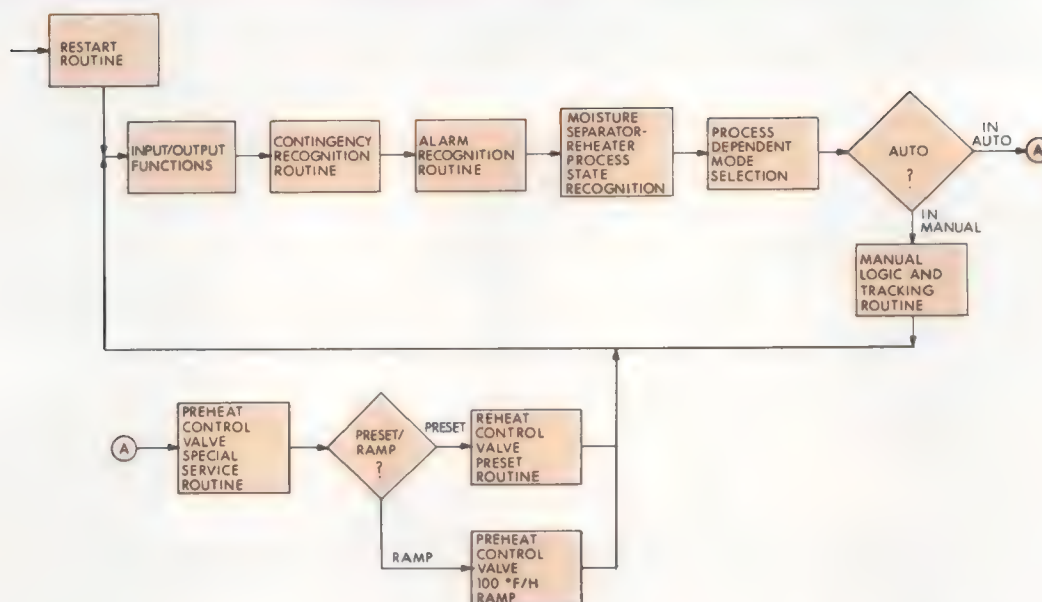 RESTART
ROUTINE
INPUT/OUTPUT
FUNCTIONS
CONTINGENCY
RECOGNITION
ROUTINE
ALARM
RECOGNITION
ROUTINE
MOISTURE
SEPARATOR-
REHEATER
PROCESS
STATE
RECOGNITION
PROCESS
DEPENDENT
MODE
SELECTION
AUTO
?
IN
AUTO
A
IN
MANUAL
MANUAL
LOGIC AND
TRACKING
ROUTINE
A
PREHEAT
CONTROL
VALVE
SPECIAL
SERVICE
ROUTINE
PRESET/
RAMP
?
PRESET
REHEAT
CONTROL
VALVE
PRESET
ROUTINE
RAMP
PREHEAT
CONTROL
VALVE
100 °F/H
RAMP